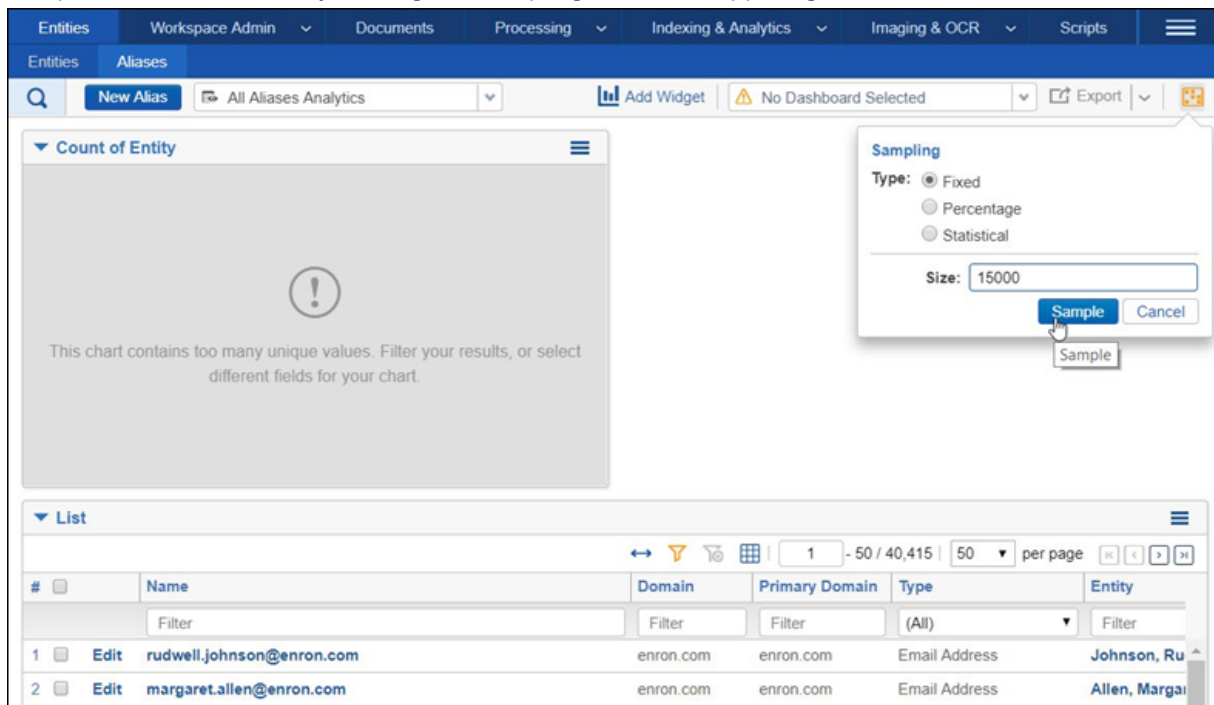 Entities Workspace Admin Documents Processing Indexing & Analytics Imaging & OCR Scripts
Entities Aliases
New Alias All Aliases Analytics Add Widget No Dashboard Selected Export
Count of Entity
This chart contains too many unique values. Filter your results, or select
different fields for your chart.
Sampling
Type: Fixed
Percentage
Statistical
Size: 15000
Sample Cancel
Sample
List
1 - 50 / 40,415 50 per page
# Name Domain Primary Domain Type Entity
Filter Filter Filter (All) Filter
1 Edit rudwell.johnson@enron.com enron.com enron.com Email Address Johnson, Ru
2 Edit margaret.allen@enron.com enron.com enron.com Email Address Allen, Margar